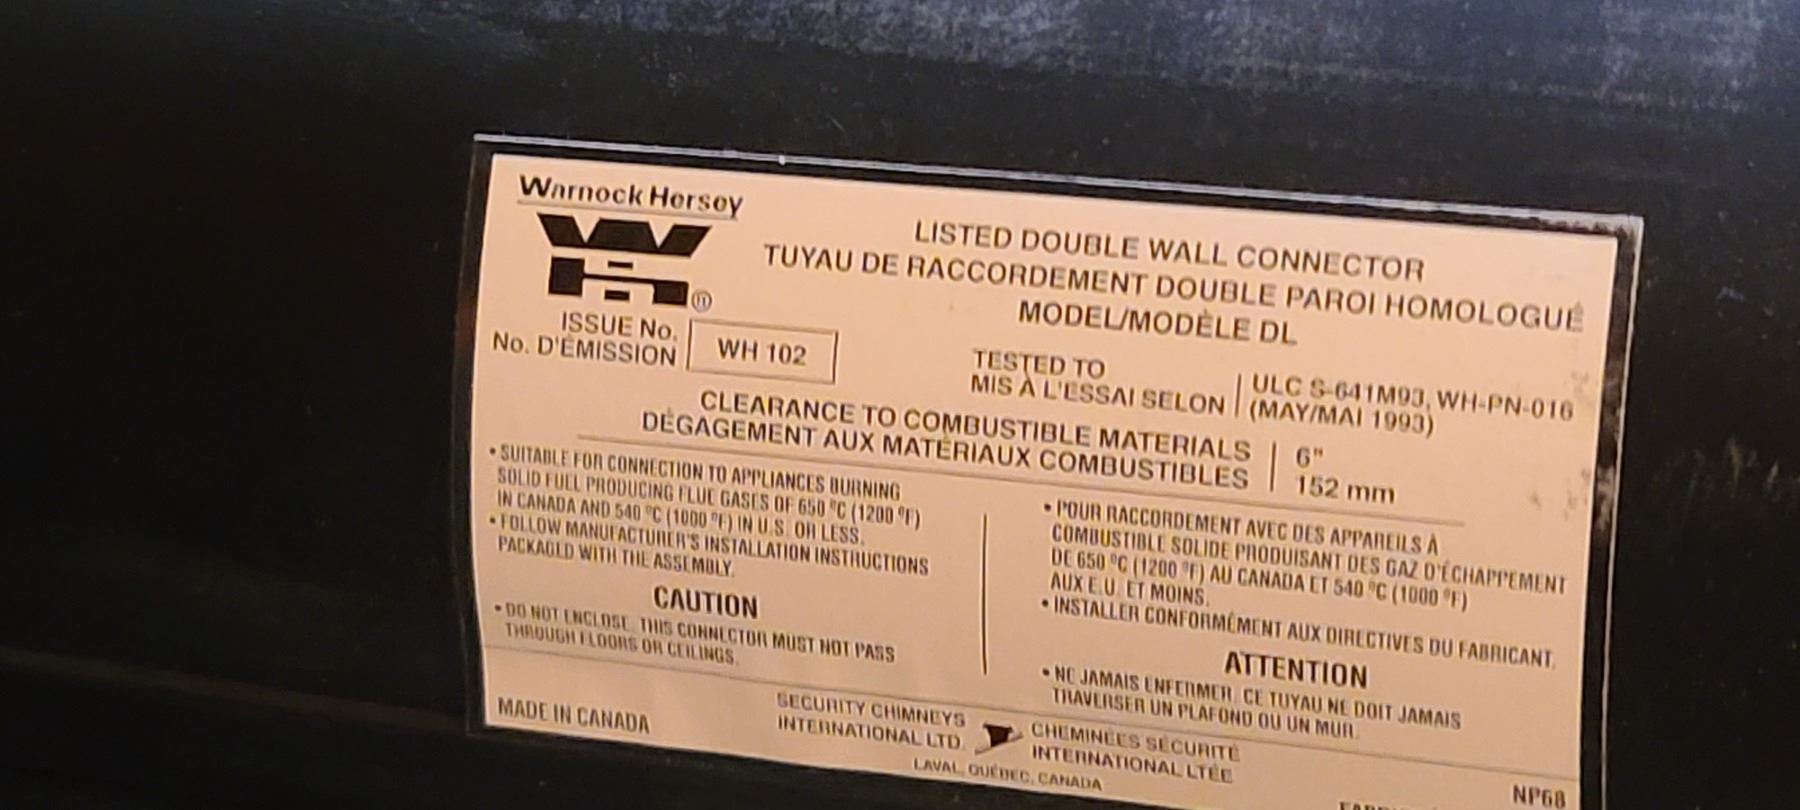 Warnock Hersey
WH®
ISSUE No.
No. D'ÉMISSION
WH 102
LISTED DOUBLE WALL CONNECTOR
TUYAU DE RACCORDEMENT DOUBLE PAROI HOMOLOGUÉ
MODEL/MODÈLE DL
TESTED TO
MIS À L'ESSAI SELON
ULC S-641M93, WH-PN-016
(MAY/MAI 1993)
CLEARANCE TO COMBUSTIBLE MATERIALS
DÉGAGEMENT AUX MATÉRIAUX COMBUSTIBLES
6"
152 mm
• SUITABLE FOR CONNECTION TO APPLIANCES BURNING
SOLID FUEL PRODUCING FLUE GASES OF 650 °C (1200 °F)
IN CANADA AND 540 °C (1000 °F) IN U.S. OR LESS.
• FOLLOW MANUFACTURER'S INSTALLATION INSTRUCTIONS
PACKAGED WITH THE ASSEMBLY.
CAUTION
• DO NOT ENCLOSE. THIS CONNECTOR MUST NOT PASS
THROUGH FLOORS OR CEILINGS.
• POUR RACCORDEMENT AVEC DES APPAREILS À
COMBUSTIBLE SOLIDE PRODUISANT DES GAZ D'ÉCHAPPEMENT
DE 650 °C (1200 °F) AU CANADA ET 540 °C (1000 °F)
AUX E.U. ET MOINS.
• INSTALLER CONFORMÉMENT AUX DIRECTIVES DU FABRICANT.
ATTENTION
• NE JAMAIS ENFERMER. CE TUYAU NE DOIT JAMAIS
TRAVERSER UN PLAFOND OU UN MUR.
MADE IN CANADA
SECURITY CHIMNEYS
INTERNATIONAL LTD.
CHEMINÉES SÉCURITÉ
INTERNATIONAL LTÉE
LAVAL, QUÉBEC, CANADA
NP68